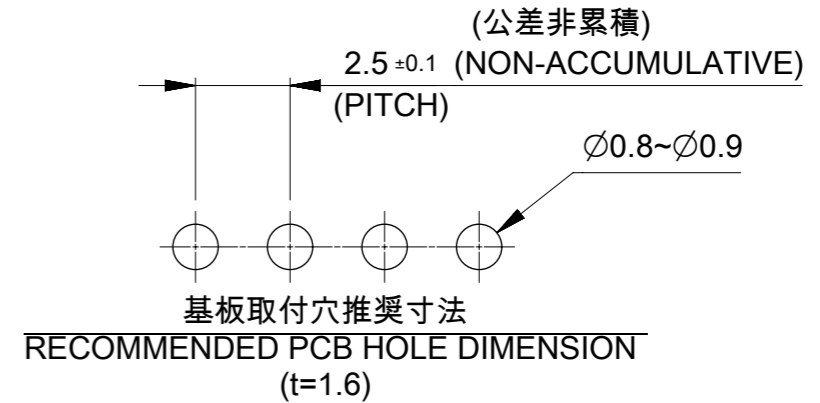 (公差非累積)
2.5 ±0.1 (NON-ACCUMULATIVE)
(PITCH)
∅0.8~∅0.9
基板取付穴推奨寸法
RECOMMENDED PCB HOLE DIMENSION
(t=1.6)